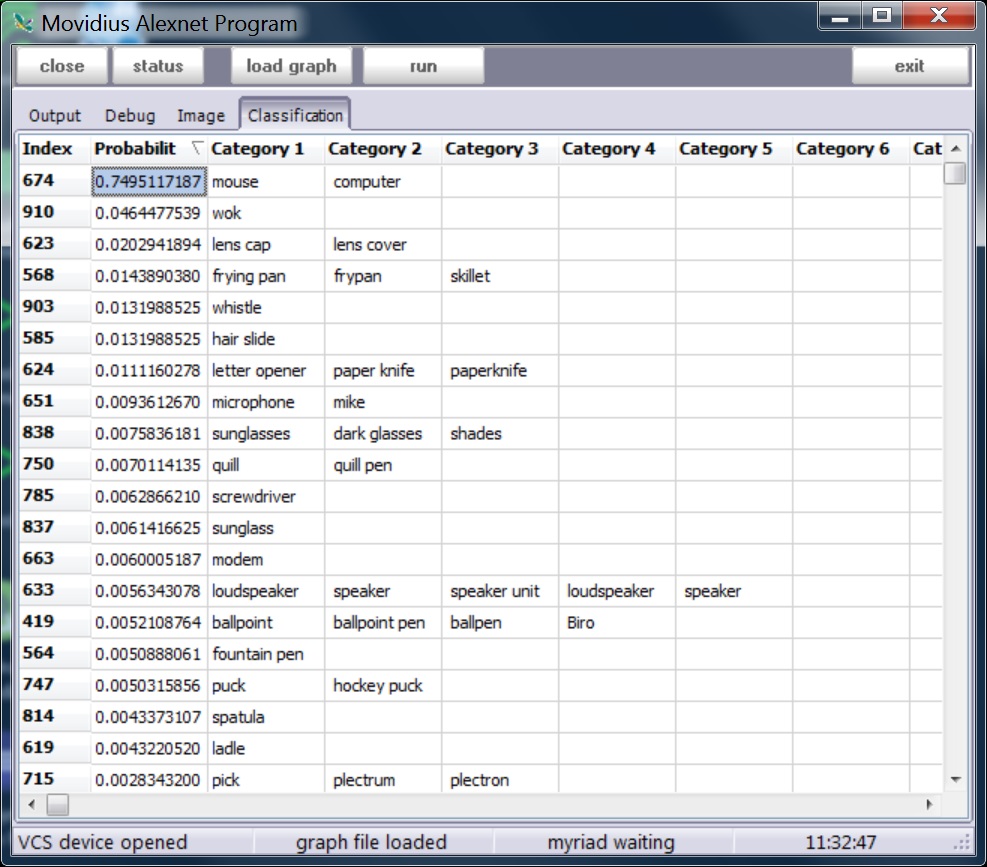 Movidius Alexnet Program
close status load graph run exit
Output Debug Image Classification
Index Probabilit Category 1 Category 2 Category 3 Category 4 Category 5 Category 6 Cat
674 0.7495117187 mouse computer
910 0.0464477539 wok
623 0.0202941894 lens cap lens cover
568 0.0143890380 frying pan frypan skillet
903 0.0131988525 whistle
585 0.0131988525 hair slide
624 0.0111160278 letter opener paper knife paperknife
651 0.0093612670 microphone mike
838 0.0075836181 sunglasses dark glasses shades
750 0.0070114135 quill quill pen
785 0.0062866210 screwdriver
837 0.0061416625 sunglass
663 0.0060005187 modem
633 0.0056343078 loudspeaker speaker speaker unit loudspeaker speaker
419 0.0052108764 ballpoint ballpoint pen ballpen Biro
564 0.0050888061 fountain pen
747 0.0050315856 puck hockey puck
814 0.0043373107 spatula
619 0.0043220520 ladle
715 0.0028343200 pick plectrum plectron
VCS device opened graph file loaded myriad waiting 11:32:47